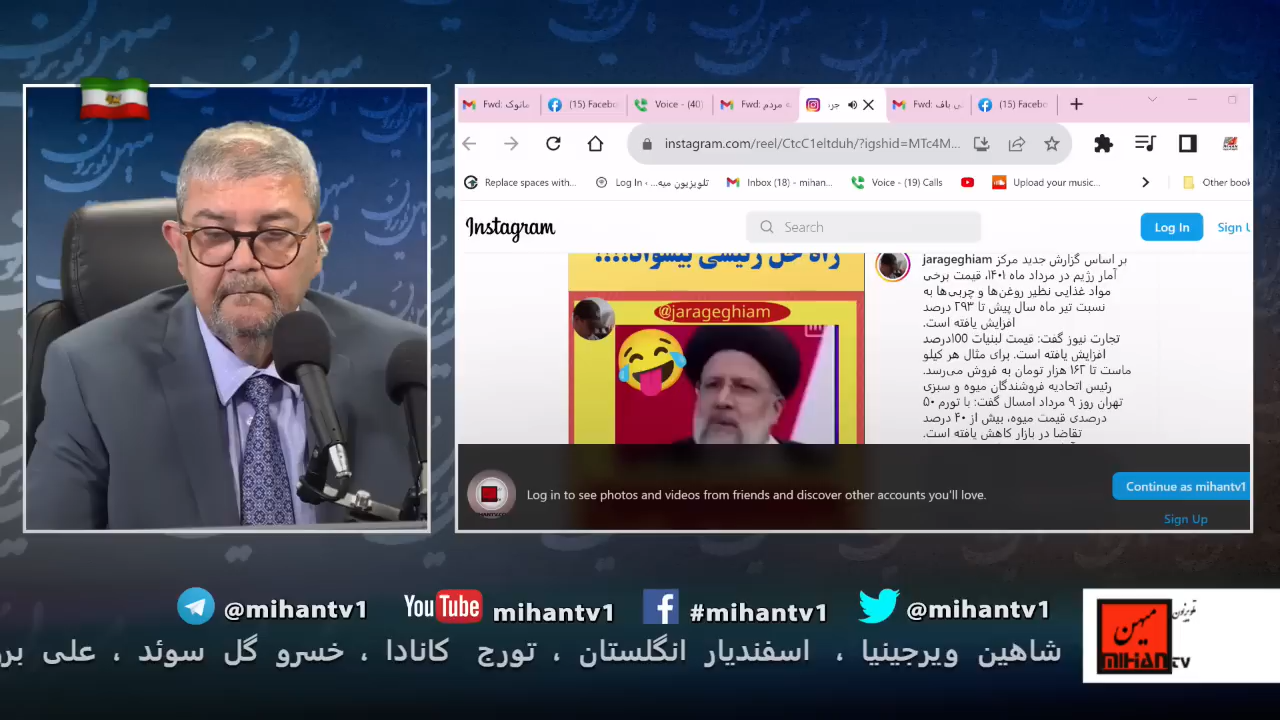 Fwd: مانوک
(15) Facebo
Voice - (40)
Fwd: ه مردم
جر:
Fwd: ی باف
(15) Facebo
instagram.com/reel/CtcC1eltduh/?igshid=MTc4M...
Replace spaces with...
Log In ‹ تلویزیون میه...
Inbox (18) - mihan...
Voice - (19) Calls
Upload your music...
Other book
Instagram
Search
Log In
Sign U
راه حل رئیسی بیسواد....
@jarageghiam
jarageghiam بر اساس گزارش جدید مرکز
آمار رژیم در مرداد ماه ۱۴۰۱، قیمت برخی
مواد غذایی نظیر روغن‌ها و چربی‌ها به
نسبت تیر ماه سال پیش تا ۲۹۳ درصد
افزایش یافته است.
تجارت نیوز گفت: قیمت لبنیات ۱۰۰درصد
افزایش یافته است. برای مثال هر کیلو
ماست تا ۱۶۲ هزار تومان به فروش می‌رسد.
رئیس اتحادیه فروشندگان میوه و سبزی
تهران روز ۹ مرداد امسال گفت: با تورم ۵۰
درصدی قیمت میوه، بیش از ۴۰ درصد
تقاضا در بازار کاهش یافته است.
Log in to see photos and videos from friends and discover other accounts you'll love.
Continue as mihantv1
Sign Up
@mihantv1
YouTube
mihantv1
#mihantv1
@mihantv1
شاهین ویرجینیا ، اسفندیار انگلستان ، تورج کانادا ، خسرو گل سوئد ، علی بر
تلویزیون
میهن
MIHAN TV